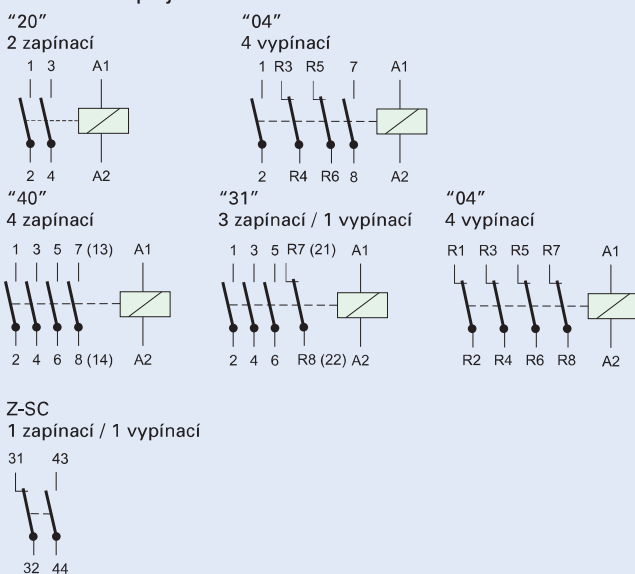 "20"
2 zapínací
1 3 A1
2 4 A2
"04"
4 vypínací
1 R3 R5 7 A1
2 R4 R6 8 A2
"40"
4 zapínací
1 3 5 7 (13) A1
2 4 6 8 (14) A2
"31"
3 zapínací / 1 vypínací
1 3 5 R7 (21) A1
2 4 6 R8 (22) A2
"04"
4 vypínací
R1 R3 R5 R7 A1
R2 R4 R6 R8 A2
Z-SC
1 zapínací / 1 vypínací
31 43
32 44